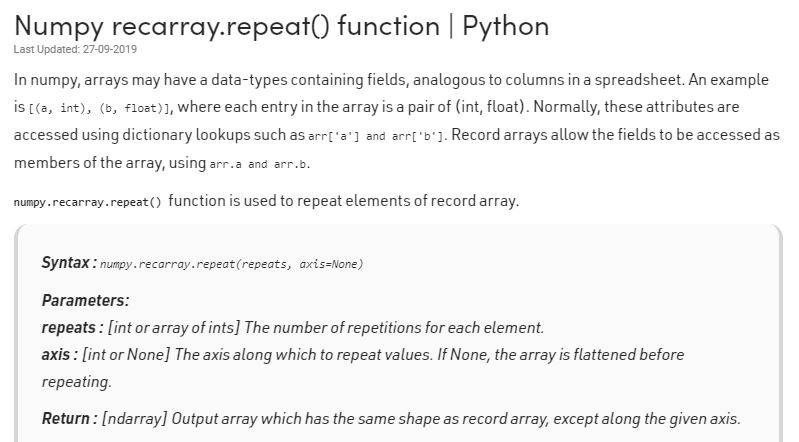 Numpy recarray.repeat() function | Python
Last Updated: 27-09-2019
In numpy, arrays may have a data-types containing fields, analogous to columns in a spreadsheet. An example
is [(a, int), (b, float)], where each entry in the array is a pair of (int, float). Normally, these attributes are
accessed using dictionary lookups such as arr['a'] and arr['b']. Record arrays allow the fields to be accessed as
members of the array, using arr.a and arr.b.
numpy.recarray.repeat() function is used to repeat elements of record array.
Syntax : numpy.recarray.repeat(repeats, axis=None)
Parameters:
repeats : [int or array of ints] The number of repetitions for each element.
axis : [int or None] The axis along which to repeat values. If None, the array is flattened before
repeating.
Return : [ndarray] Output array which has the same shape as record array, except along the given axis.